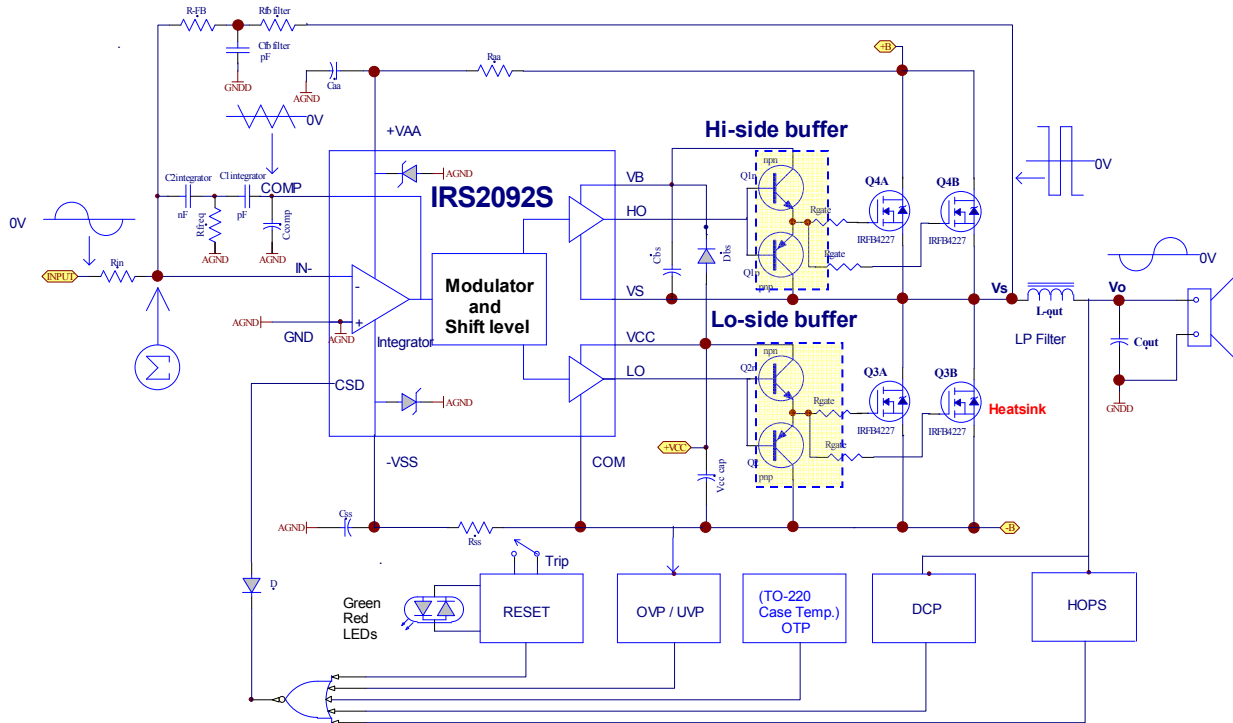 R-FB
Rfb filter
Cfb filter
pF
GNDD
+B
Raa
Caa
AGND
0V
+VAA
Hi-side buffer
0V
C2integrator
C1integrator
COMP
nF
pF
Rfreq
Ccomp
AGND
AGND
AGND
IRS2092S
VB
HO
npn
Q1n
Q1p
pnp
Rgate
Rgate
Q4A
Q4B
IRFB4227
IRFB4227
0V
INPUT
Rin
IN-
-
+
Modulator
and
Shift level
Cbs
Dbs
VS
Vs
L-out
LP Filter
Vo
0V
Cout
GNDD
AGND
GND
AGND
Integrator
Lo-side buffer
VCC
LO
npn
Q2n
Q2
pnp
Rgate
Rgate
Q3A
Q3B
IRFB4227
IRFB4227
Heatsink
Σ
CSD
AGND
-VSS
COM
+VCC
Vcc cap
AGND
Css
Rss
-B
D
Trip
Green
Red
LEDs
RESET
OVP / UVP
(TO-220
Case Temp.)
OTP
DCP
HOPS